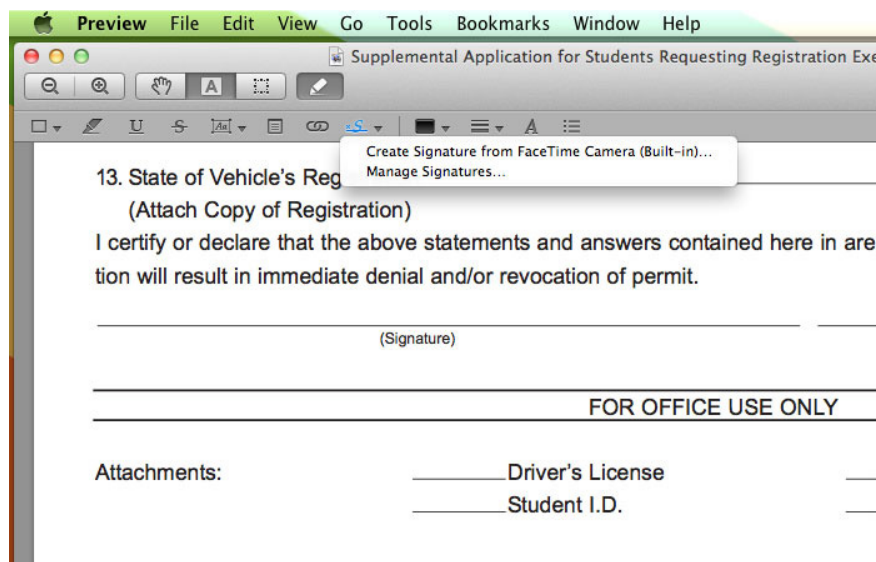 Preview File Edit View Go Tools Bookmarks Window Help
Supplemental Application for Students Requesting Registration Exe
A
U S Aa S A
Create Signature from FaceTime Camera (Built-in)...
Manage Signatures...
13. State of Vehicle's Reg
(Attach Copy of Registration)
I certify or declare that the above statements and answers contained here in are
tion will result in immediate denial and/or revocation of permit.
(Signature)
FOR OFFICE USE ONLY
Attachments: Driver's License
Student I.D.